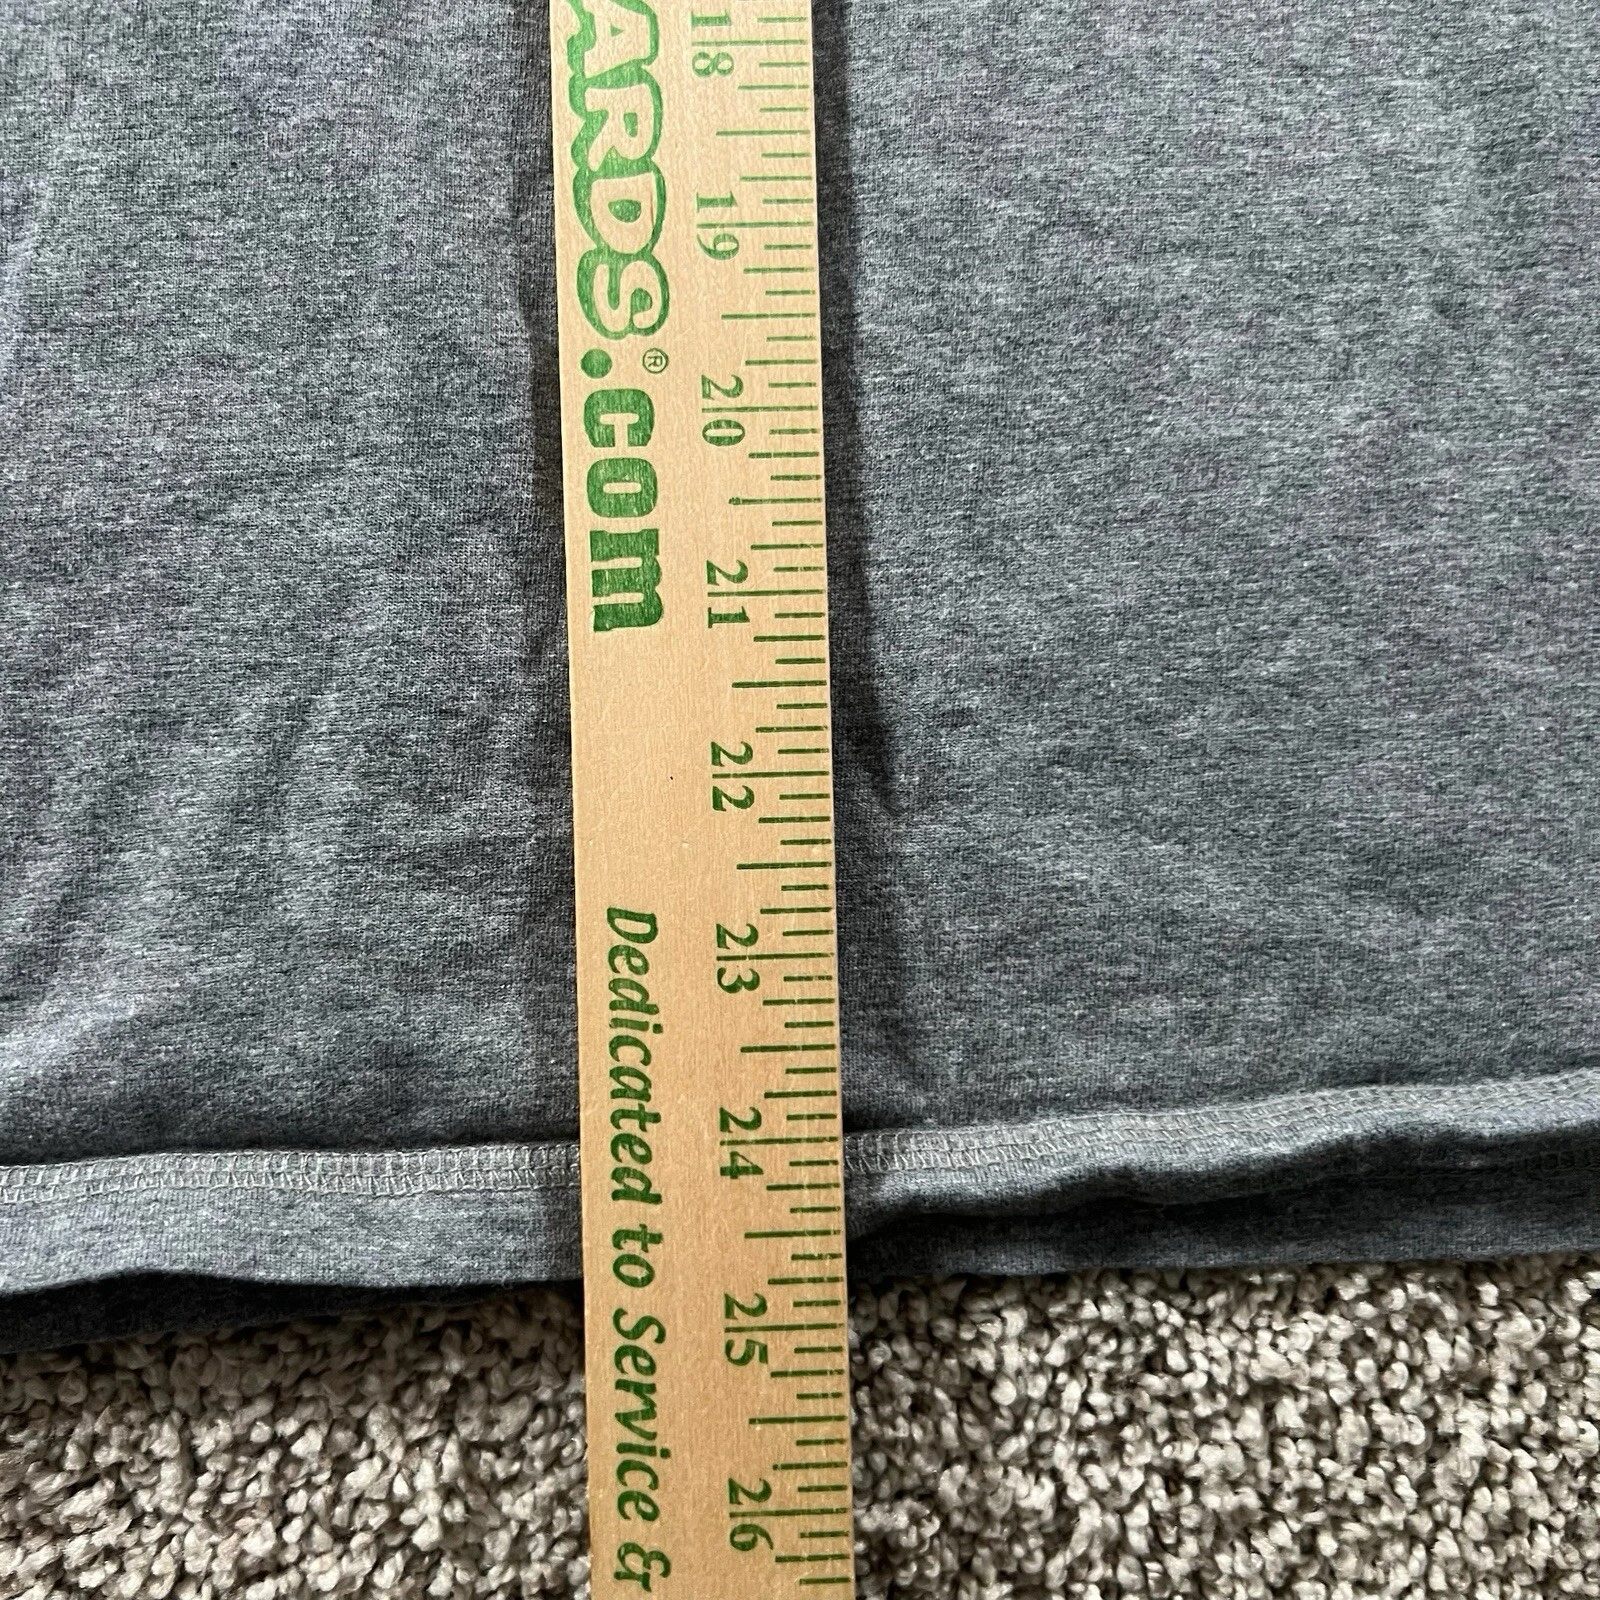 ARDS®.com
Dedicated to Service &
18 19 20 21 22 23 24 25 26